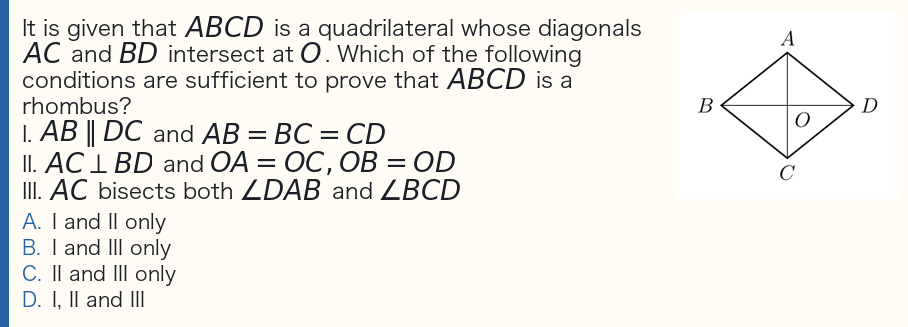 It is given that ABCD is a quadrilateral whose diagonals
AC and BD intersect at O. Which of the following
conditions are sufficient to prove that ABCD is a
rhombus?
I. AB ∥ DC and AB = BC = CD
II. AC ⊥ BD and OA = OC, OB = OD
III. AC bisects both ∠DAB and ∠BCD
A. I and II only
B. I and III only
C. II and III only
D. I, II and III
A
B
D
O
C